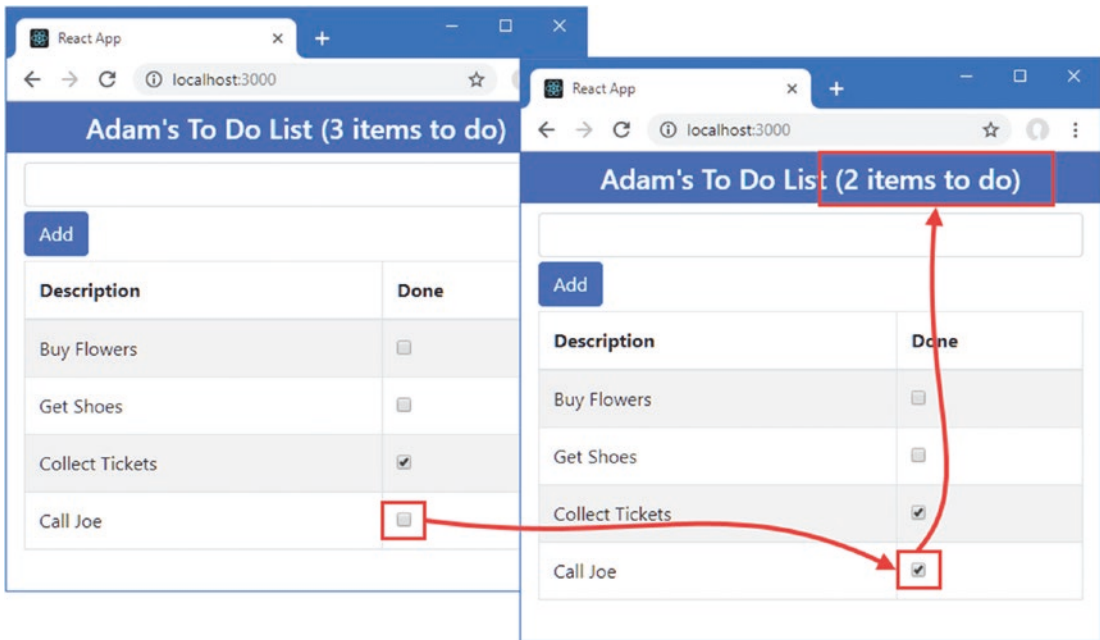 React App
localhost:3000
Adam's To Do List (3 items to do)
Add
Description Done
Buy Flowers
Get Shoes
Collect Tickets
Call Joe
React App
localhost:3000
Adam's To Do List (2 items to do)
Add
Description Done
Buy Flowers
Get Shoes
Collect Tickets
Call Joe